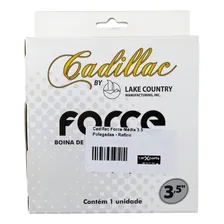 Cadillac
BY LAKE COUNTRY
MANUFACTURING, INC.
FORCE
BOINA DE
Cadillac Force Media 3,5
Polegadas - Refino
3,5"
Contém 1 unidade